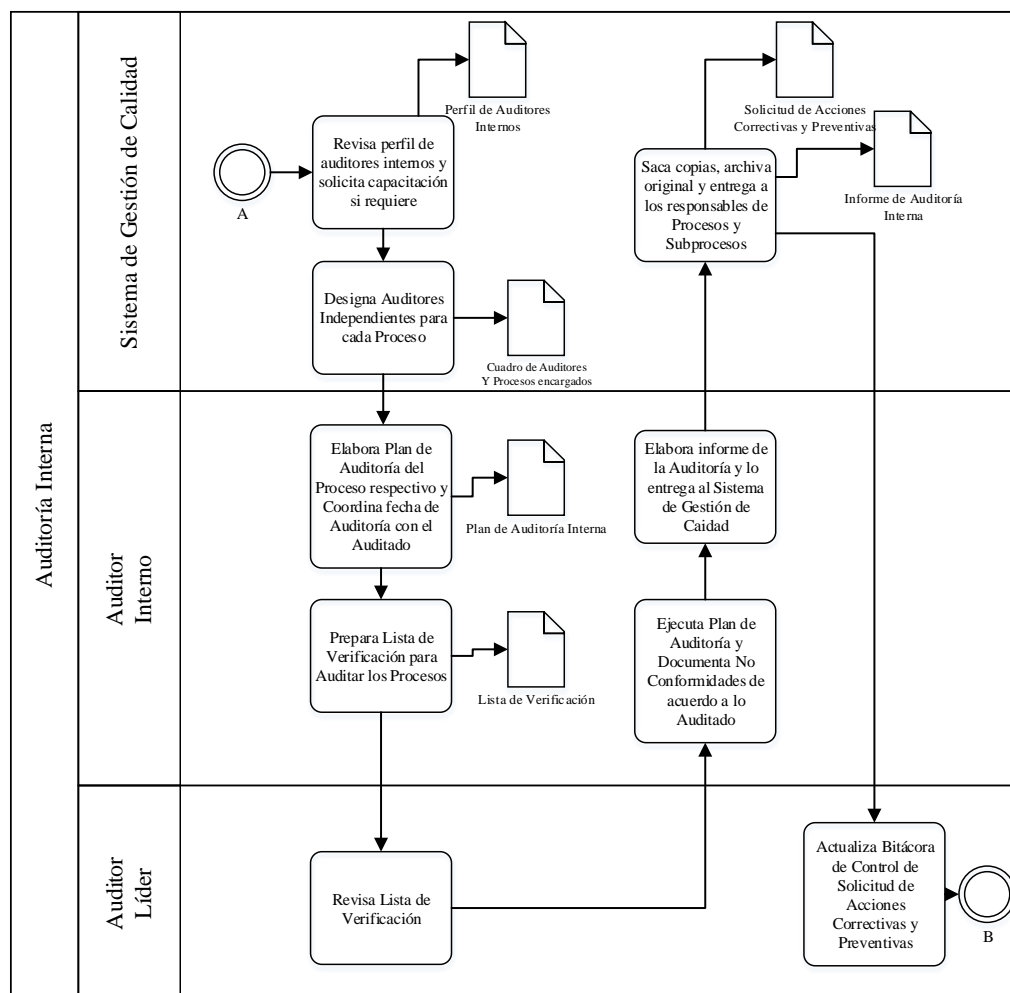 Auditoría Interna
Sistema de Gestión de Calidad
A
Revisa perfil de
auditores internos y
solicita capacitación
si requiere
Perfil de Auditores
Internos
Designa Auditores
Independientes para
cada Proceso
Cuadro de Auditores
Y Procesos encargados
Solicitud de Acciones
Correctivas y Preventivas
Saca copias, archiva
original y entrega a
los responsables de
Procesos y
Subprocesos
Informe de Auditoría
Interna
Auditor
Interno
Elabora Plan de
Auditoría del
Proceso respectivo y
Coordina fecha de
Auditoría con el
Auditado
Plan de Auditoría Interna
Prepara Lista de
Verificación para
Auditar los Procesos
Lista de Verificación
Elabora informe de
la Auditoría y lo
entrega al Sistema
de Gestión de
Caidad
Ejecuta Plan de
Auditoría y
Documenta No
Conformidades de
acuerdo a lo
Auditado
Auditor
Líder
Revisa Lista de
Verificación
Actualiza Bitácora
de Control de
Solicitud de
Acciones
Correctivas y
Preventivas
B